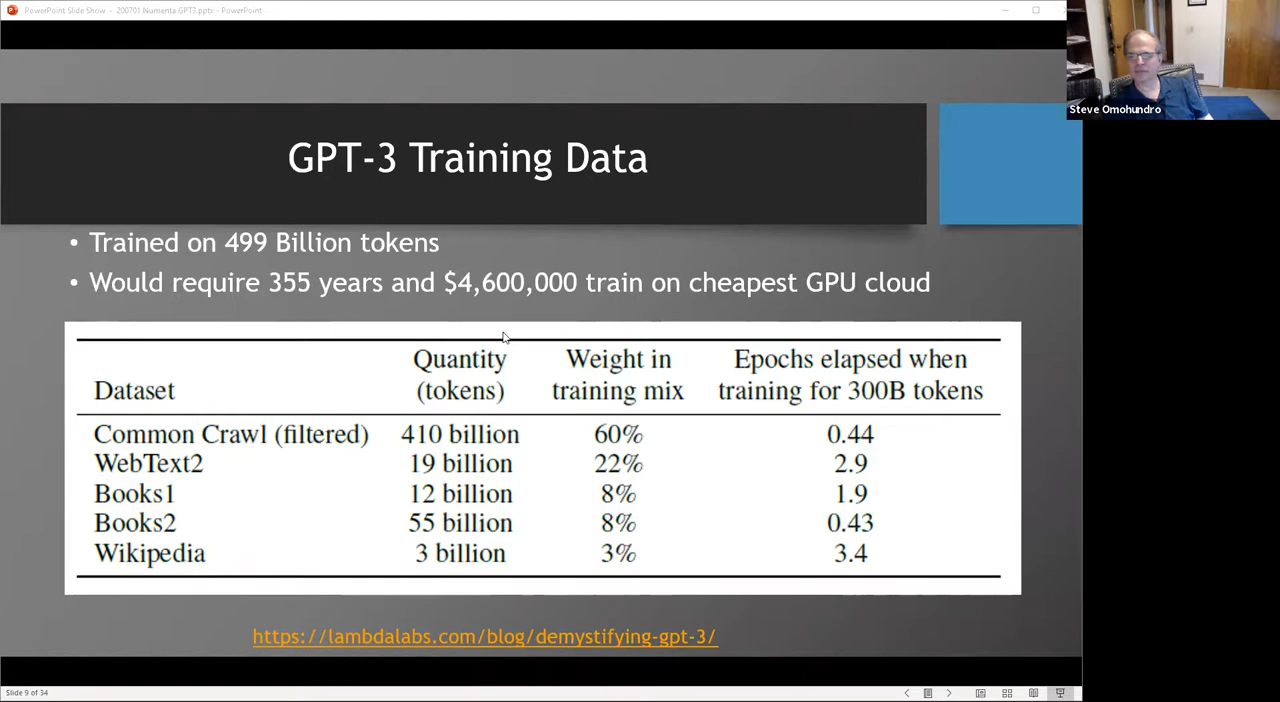 PowerPoint Slide Show - 200701 Numenta GPT3.pptx - PowerPoint
Steve Omohundro
GPT-3 Training Data
• Trained on 499 Billion tokens
• Would require 355 years and $4,600,000 train on cheapest GPU cloud
Quantity Weight in Epochs elapsed when
Dataset (tokens) training mix training for 300B tokens
Common Crawl (filtered) 410 billion 60% 0.44
WebText2 19 billion 22% 2.9
Books1 12 billion 8% 1.9
Books2 55 billion 8% 0.43
Wikipedia 3 billion 3% 3.4
https://lambdalabs.com/blog/demystifying-gpt-3/
Slide 9 of 34